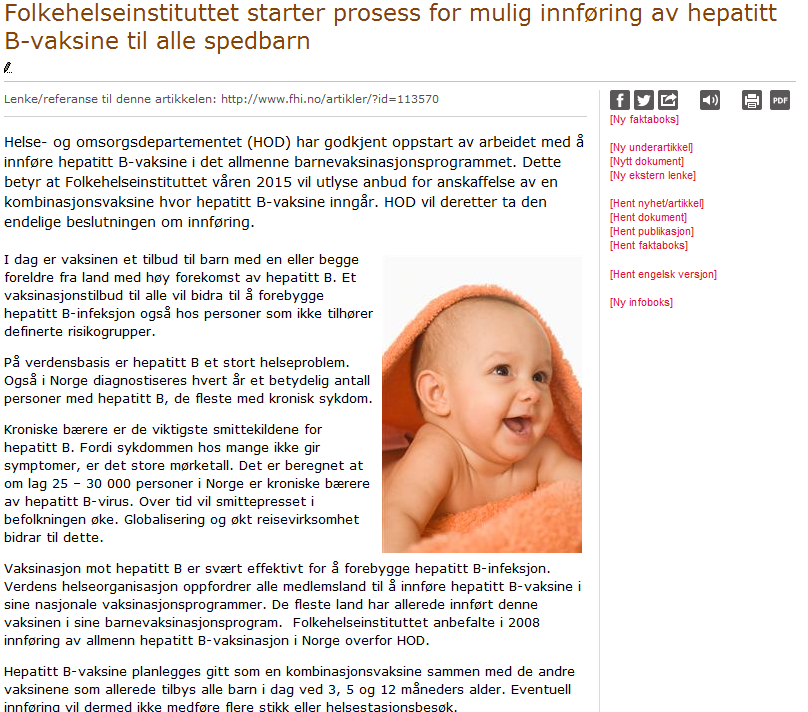 Folkehelseinstituttet starter prosess for mulig innføring av hepatitt
B-vaksine til alle spedbarn
Lenke/referanse til denne artikkelen: http://www.fhi.no/artikler/?id=113570
Helse- og omsorgsdepartementet (HOD) har godkjent oppstart av arbeidet med å
innføre hepatitt B-vaksine i det allmenne barnevaksinasjonsprogrammet. Dette
betyr at Folkehelseinstituttet våren 2015 vil utlyse anbud for anskaffelse av en
kombinasjonsvaksine hvor hepatitt B-vaksine inngår. HOD vil deretter ta den
endelige beslutningen om innføring.
I dag er vaksinen et tilbud til barn med en eller begge
foreldre fra land med høy forekomst av hepatitt B. Et
vaksinasjonstilbud til alle vil bidra til å forebygge
hepatitt B-infeksjon også hos personer som ikke tilhører
definerte risikogrupper.
På verdensbasis er hepatitt B et stort helseproblem.
Også i Norge diagnostiseres hvert år et betydelig antall
personer med hepatitt B, de fleste med kronisk sykdom.
Kroniske bærere er de viktigste smittekildene for
hepatitt B. Fordi sykdommen hos mange ikke gir
symptomer, er det store mørketall. Det er beregnet at
om lag 25 – 30 000 personer i Norge er kroniske bærere
av hepatitt B-virus. Over tid vil smittepresset i
befolkningen øke. Globalisering og økt reisevirksomhet
bidrar til dette.
Vaksinasjon mot hepatitt B er svært effektivt for å forebygge hepatitt B-infeksjon.
Verdens helseorganisasjon oppfordrer alle medlemsland til å innføre hepatitt B-vaksine i
sine nasjonale vaksinasjonsprogrammer. De fleste land har allerede innført denne
vaksinen i sine barnevaksinasjonsprogram.  Folkehelseinstituttet anbefalte i 2008
innføring av allmenn hepatitt B-vaksinasjon i Norge overfor HOD.
Hepatitt B-vaksine planlegges gitt som en kombinasjonsvaksine sammen med de andre
vaksinene som allerede tilbys alle barn i dag ved 3, 5 og 12 måneders alder. Eventuell
innføring vil dermed ikke medføre flere stikk eller helsestasjonsbesøk.
PDF
[Ny faktaboks]
[Ny underartikkel]
[Nytt dokument]
[Ny ekstern lenke]
[Hent nyhet/artikkel]
[Hent dokument]
[Hent publikasjon]
[Hent faktaboks]
[Hent engelsk versjon]
[Ny infoboks]